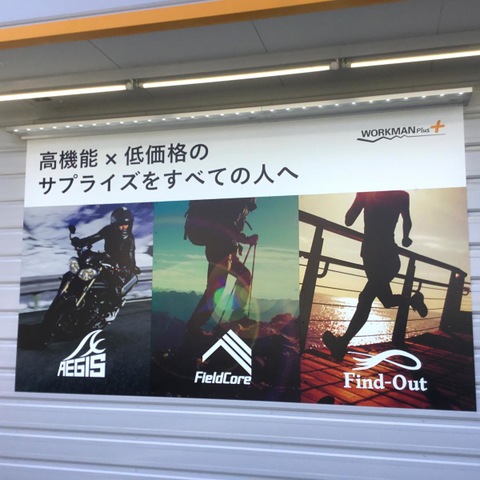 WORKMAN Plus+
高機能 × 低価格の
サプライズをすべての人へ
AEGIS
FieldCore
Find-Out